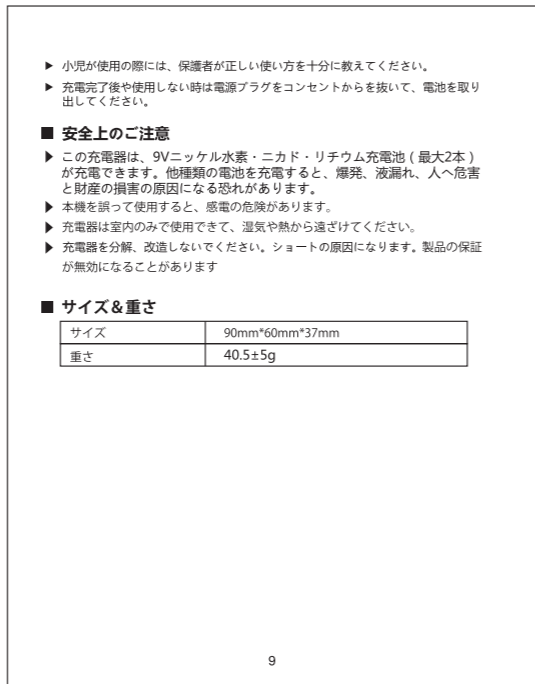 ▶ 小児が使用の際には、保護者が正しい使い方を十分に教えてください。
▶ 充電完了後や使用しない時は電源プラグをコンセントからを抜いて、電池を取り
出してください。
■ 安全上のご注意
▶ この充電器は、9Vニッケル水素・ニカド・リチウム充電池（最大2本）
が充電できます。他種類の電池を充電すると、爆発、液漏れ、人へ危害
と財産の損害の原因になる恐れがあります。
▶ 本機を誤って使用すると、感電の危険があります。
▶ 充電器は室内のみで使用できて、湿気や熱から遠ざけてください。
▶ 充電器を分解、改造しないでください。ショートの原因になります。製品の保証
が無効になることがあります
■ サイズ＆重さ
サイズ 90mm*60mm*37mm
重さ 40.5±5g
9